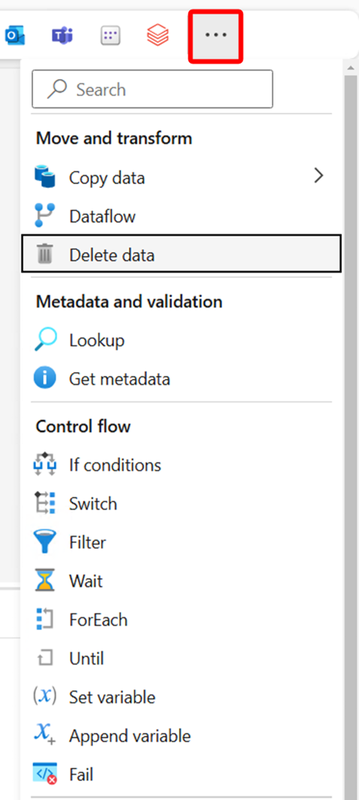 Search
Move and transform
Copy data
Dataflow
Delete data
Metadata and validation
Lookup
Get metadata
Control flow
If conditions
Switch
Filter
Wait
ForEach
Until
(x) Set variable
Append variable
Fail